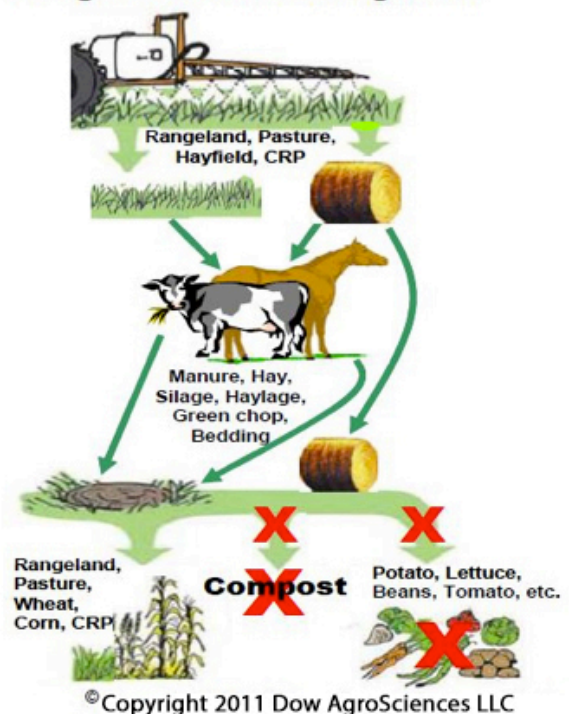 Rangeland, Pasture,
Hayfield, CRP
Manure, Hay,
Silage, Haylage,
Green chop,
Bedding
X
X
Rangeland,
Pasture,
Wheat,
Corn, CRP
Compost
X
Potato, Lettuce,
Beans, Tomato, etc.
X
©Copyright 2011 Dow AgroSciences LLC